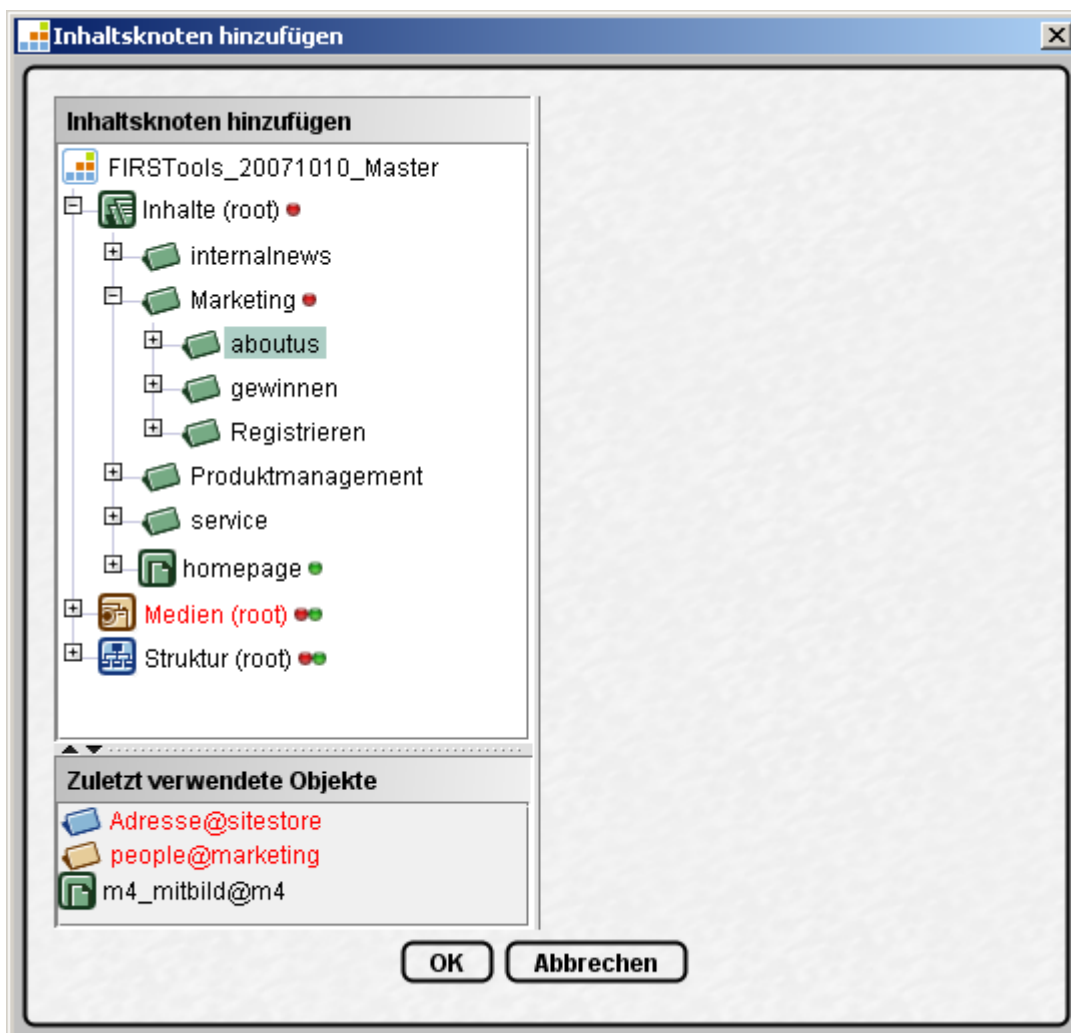 Inhaltsknoten hinzufügen
Inhaltsknoten hinzufügen
FIRSTools_20071010_Master
Inhalte (root)
internalnews
Marketing
aboutus
gewinnen
Registrieren
Produktmanagement
service
homepage
Medien (root)
Struktur (root)
Zuletzt verwendete Objekte
Adresse@sitestore
people@marketing
m4_mitbild@m4
OK Abbrechen